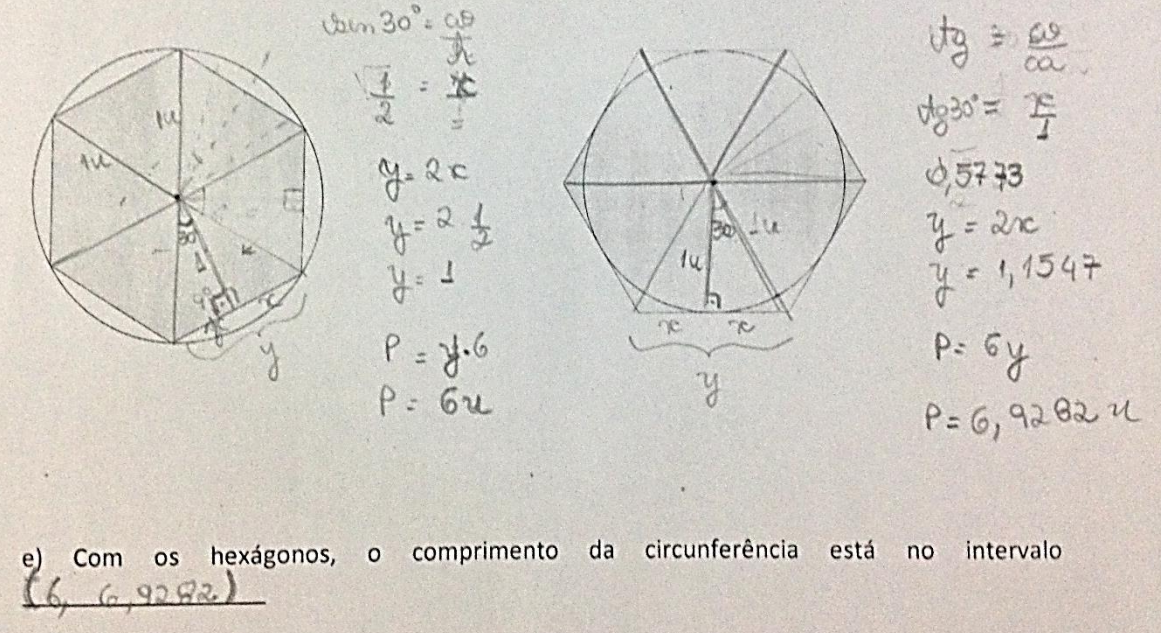 sen 30° = co/h
1/2 = x/1
y = 2x
y = 2 1/2
y = 1
P = y.6
P = 6u
1u
1u
30
1
x
x
y
tg = co/ca
tg30° = x/1
0,5773
y = 2x
y = 1,1547
P = 6y
P = 6,9282 u
30
1u
1u
x x
y
e) Com os hexágonos, o comprimento da circunferência está no intervalo
(6, 6,9282)